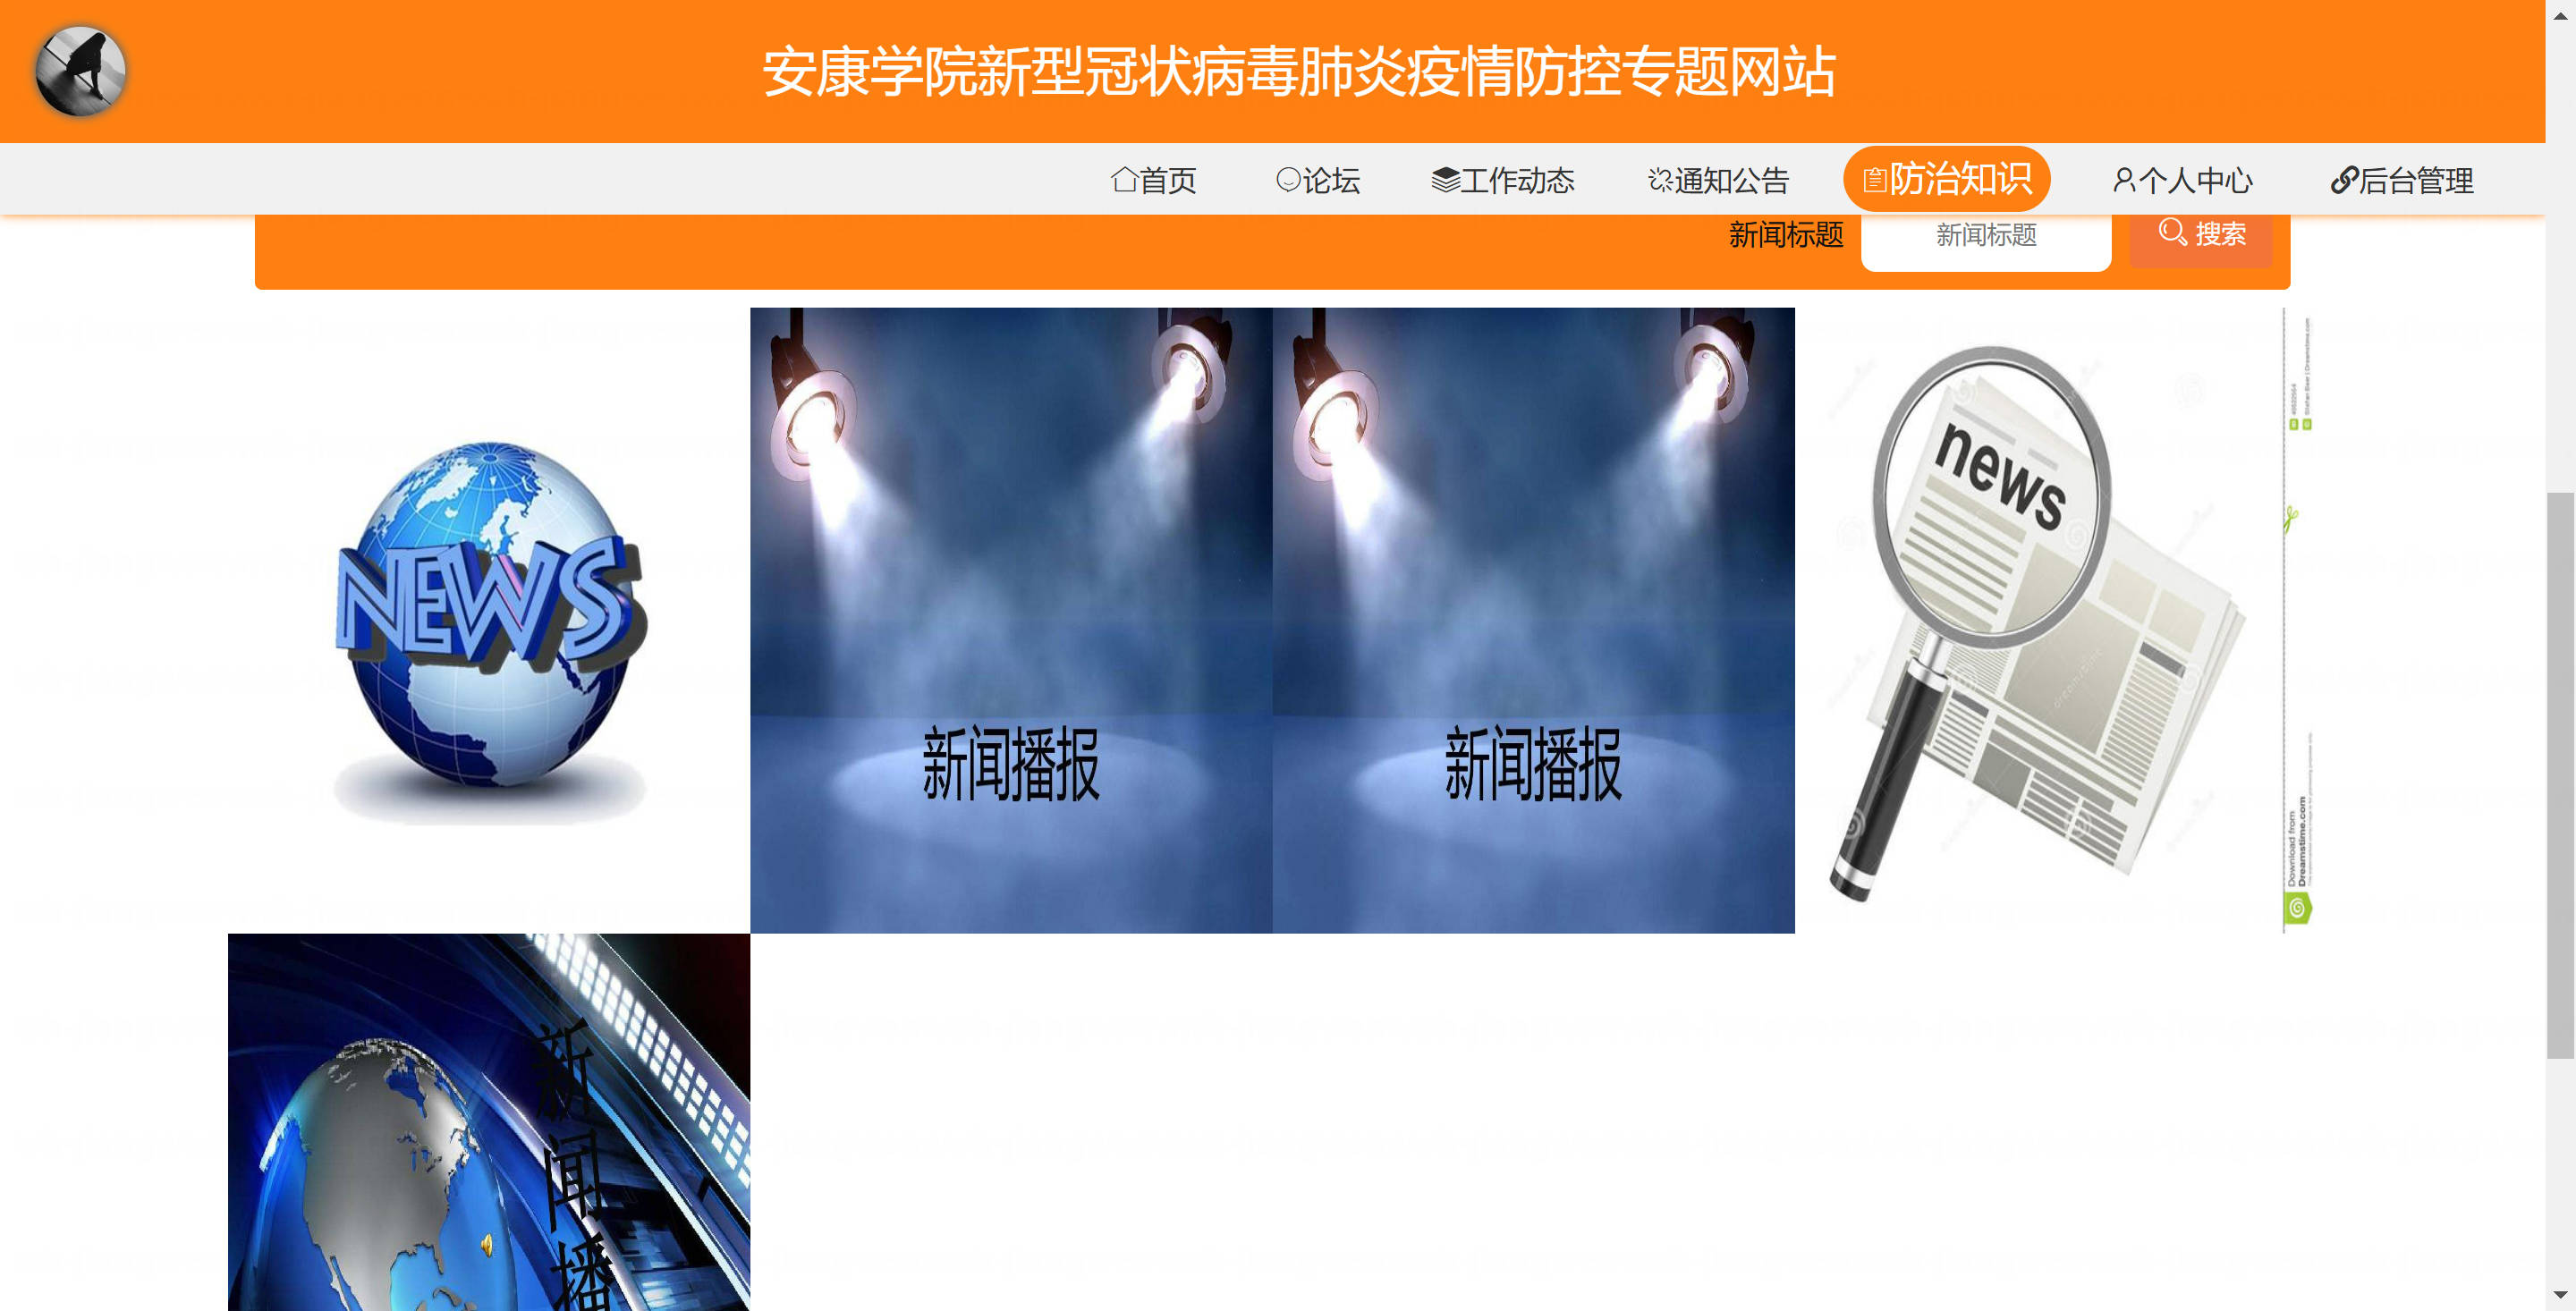 安康学院新型冠状病毒肺炎疫情防控专题网站
首页 论坛 工作动态 通知公告 防治知识 个人中心 后台管理
新闻标题 新闻标题 搜索
NEWS
新闻播报
新闻播报
news
Download from
Dreamstime.com
新
闻
播